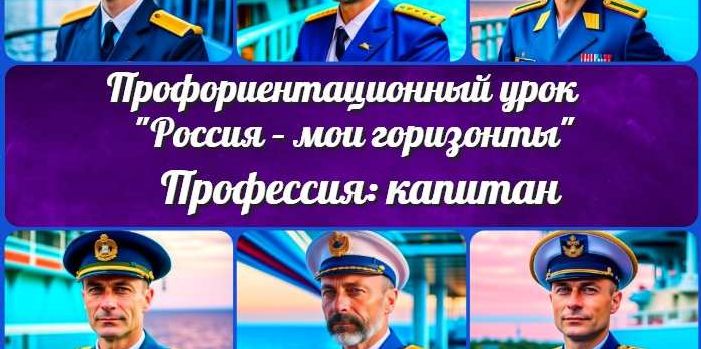 Профориентационный урок
"Россия – мои горизонты"
Профессия: капитан